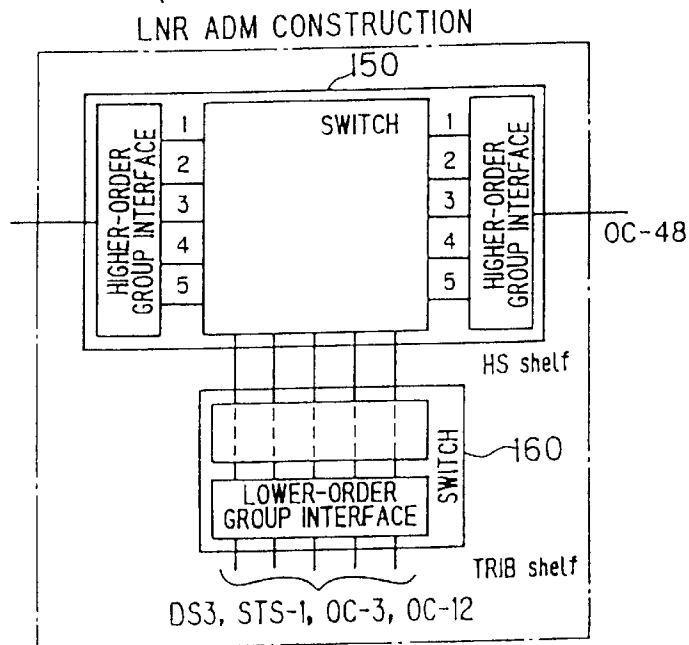 LNR ADM CONSTRUCTION
150
HIGHER-ORDER
GROUP INTERFACE
1
2
3
4
5
SWITCH
1
2
3
4
5
HIGHER-ORDER
GROUP INTERFACE
OC-48
HS shelf
SWITCH
160
LOWER-ORDER
GROUP INTERFACE
TRIB shelf
DS3, STS-1, OC-3, OC-12